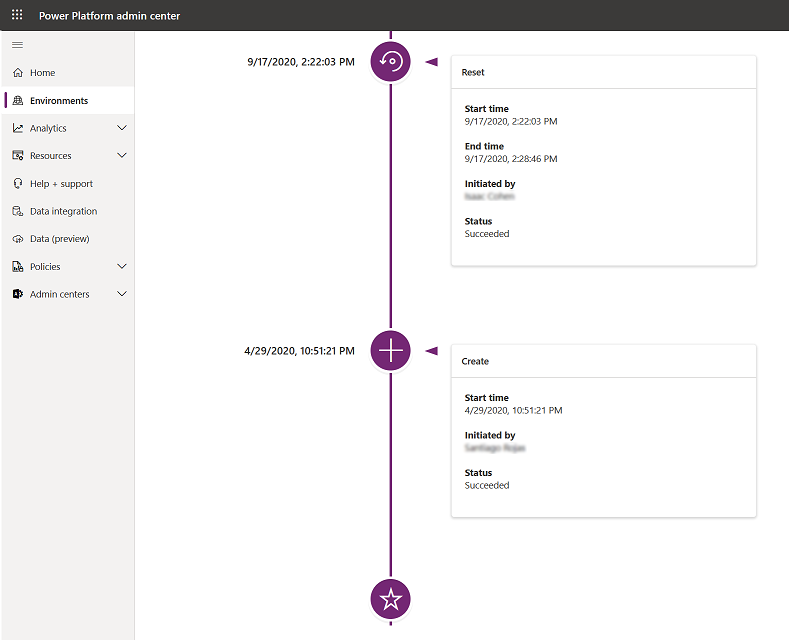 Power Platform admin center
Home
Environments
Analytics
Resources
Help + support
Data integration
Data (preview)
Policies
Admin centers
9/17/2020, 2:22:03 PM
Reset
Start time
9/17/2020, 2:22:03 PM
End time
9/17/2020, 2:28:46 PM
Initiated by
Status
Succeeded
4/29/2020, 10:51:21 PM
Create
Start time
4/29/2020, 10:51:21 PM
Initiated by
Status
Succeeded